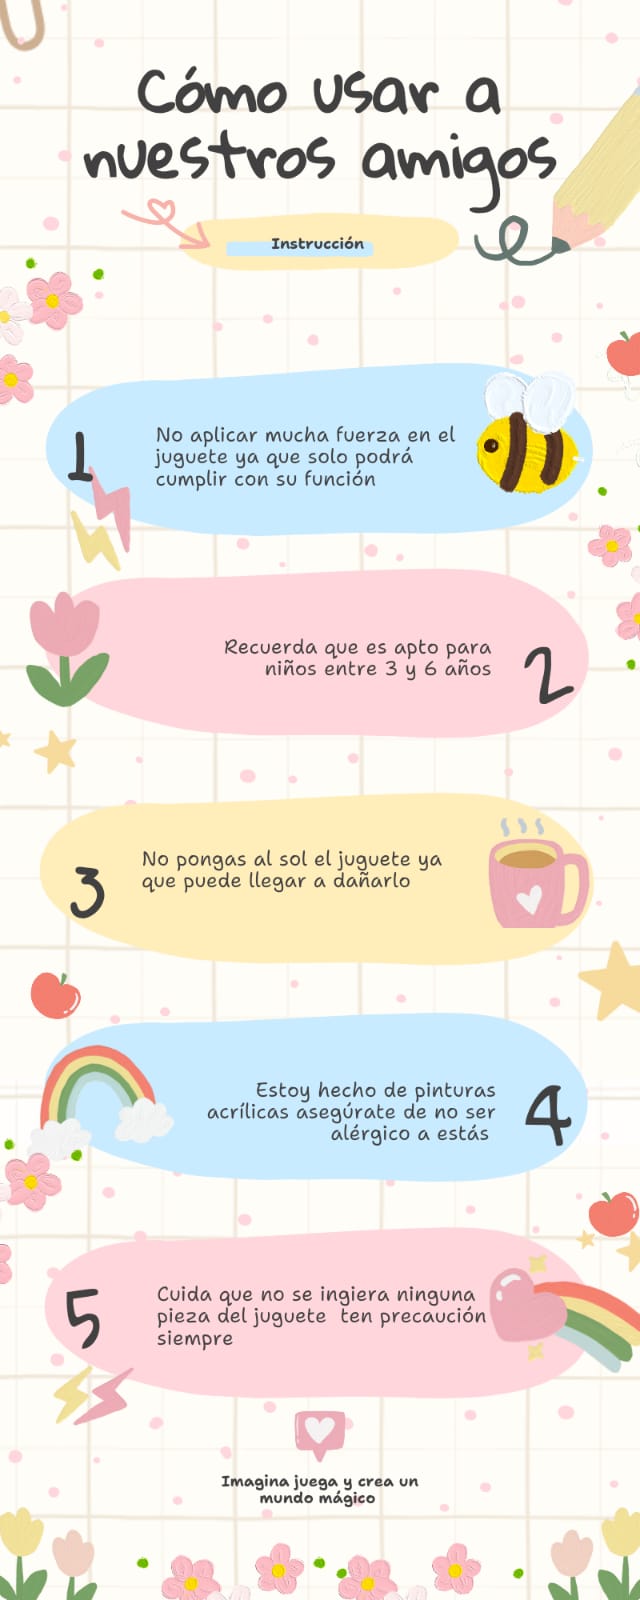 Cómo usar a
nuestros amigos
Instrucción
1
No aplicar mucha fuerza en el
juguete ya que solo podrá
cumplir con su función
Recuerda que es apto para
niños entre 3 y 6 años
2
3
No pongas al sol el juguete ya
que puede llegar a dañarlo
Estoy hecho de pinturas
acrílicas asegúrate de no ser
alérgico a estás
4
5
Cuida que no se ingiera ninguna
pieza del juguete  ten precaución
siempre
Imagina juega y crea un
mundo mágico